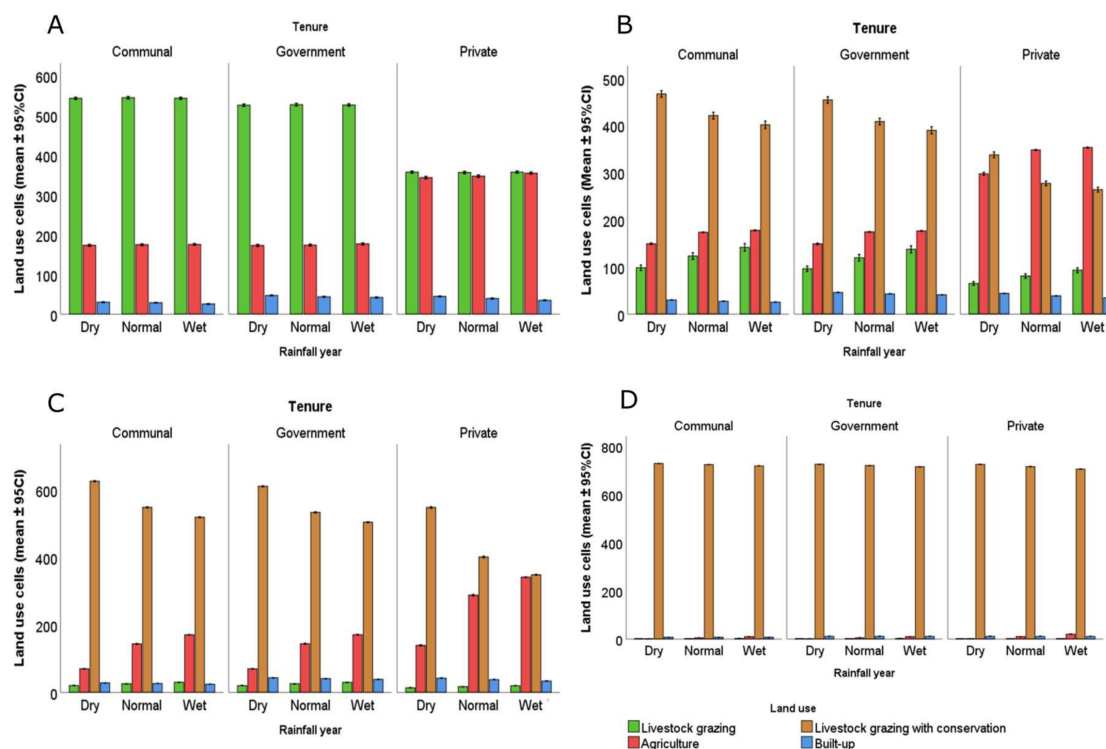 A
Tenure
Communal Government Private
Land use cells (mean ± 95%CI)
600
500
400
300
200
100
0
Dry Normal Wet Dry Normal Wet Dry Normal Wet
Rainfall year
B
Tenure
Communal Government Private
Land use cells (Mean ± 95%CI)
500
400
300
200
100
0
Dry Normal Wet Dry Normal Wet Dry Normal Wet
Rainfall year
C
Tenure
Communal Government Private
Land use cells (mean ± 95CI)
600
400
200
0
Dry Normal Wet Dry Normal Wet Dry Normal Wet
Rainfall year
D
Tenure
Communal Government Private
Land use cells (mean ± 95%CI)
800
600
400
200
0
Dry Normal Wet Dry Normal Wet Dry Normal Wet
Rainfall year
Land use
Livestock grazing Livestock grazing with conservation
Agriculture Built-up